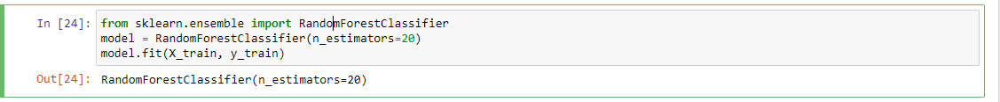 In [24]: from sklearn.ensemble import RandomForestClassifier
model = RandomForestClassifier(n_estimators=20)
model.fit(X_train, y_train)
Out[24]: RandomForestClassifier(n_estimators=20)